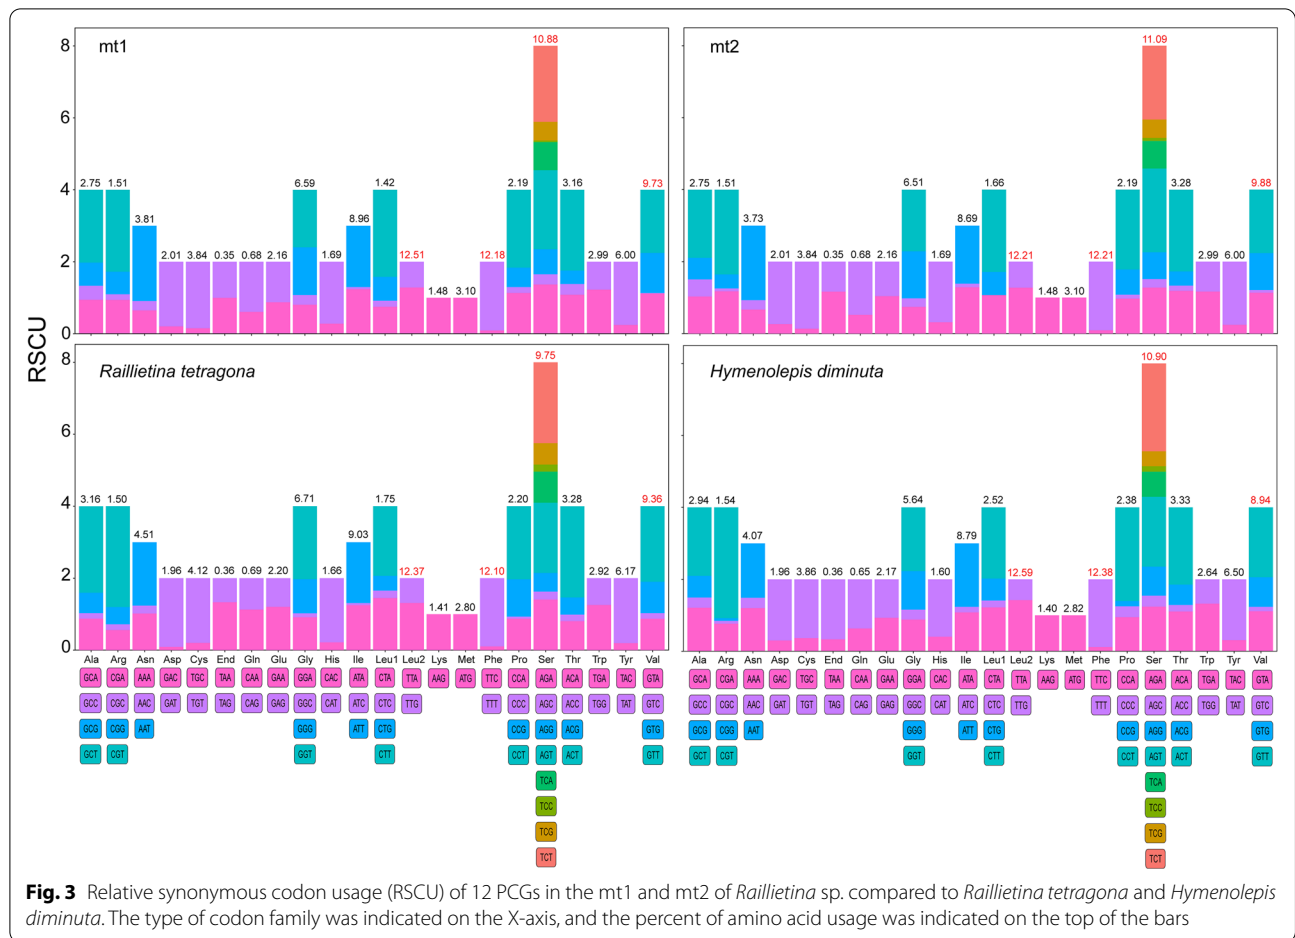 mt1
10.88
2.75 1.51 3.81 2.01 3.84 0.35 0.68 2.16 6.59 1.69 8.96 1.42 12.51 1.48 3.10 12.18 2.19 3.16 2.99 6.00 9.73
8
6
4
2
0
mt2
11.09
2.75 1.51 3.73 2.01 3.84 0.35 0.68 2.16 6.51 1.69 8.69 1.66 12.21 1.48 3.10 12.21 2.19 3.28 2.99 6.00 9.88
RSCU
Raillietina tetragona
9.75
3.16 1.50 4.51 1.96 4.12 0.36 0.69 2.20 6.71 1.66 9.03 1.75 12.37 1.41 2.80 12.10 2.20 3.28 2.92 6.17 9.36
8
6
4
2
0
Hymenolepis diminuta
10.90
2.94 1.54 4.07 1.96 3.86 0.36 0.65 2.17 5.64 1.60 8.79 2.52 12.59 1.40 2.82 12.38 2.38 3.33 2.64 6.50 8.94
Ala Arg Asn Asp Cys End Gln Glu Gly His Ile Leu1 Leu2 Lys Met Phe Pro Ser Thr Trp Tyr Val
GCA CGA AAA GAC TGC TAA CAA GAA GGA CAC ATA CTA TTA AAG ATG TTC CCA AGA ACA TGA TAC GTA
GCC CGC AAC GAT TGT TAG CAG GAG GGC CAT ATC CTC TTG TTT CCC AGC ACC TGG TAT GTC
GCG CGG AAT GGG ATT CTG CCG AGG ACG GTG
GCT CGT GGT CTT CCT AGT ACT GTT
TCA
TCC
TCG
TCT
Ala Arg Asn Asp Cys End Gln Glu Gly His Ile Leu1 Leu2 Lys Met Phe Pro Ser Thr Trp Tyr Val
GCA CGA AAA GAC TGC TAA CAA GAA GGA CAC ATA CTA TTA AAG ATG TTC CCA AGA ACA TGA TAC GTA
GCC CGC AAC GAT TGT TAG CAG GAG GGC CAT ATC CTC TTG TTT CCC AGC ACC TGG TAT GTC
GCG CGG AAT GGG ATT CTG CCG AGG ACG GTG
GCT CGT GGT CTT CCT AGT ACT GTT
TCA
TCC
TCG
TCT
Fig. 3 Relative synonymous codon usage (RSCU) of 12 PCGs in the mt1 and mt2 of Raillietina sp. compared to Raillietina tetragona and Hymenolepis
diminuta. The type of codon family was indicated on the X-axis, and the percent of amino acid usage was indicated on the top of the bars